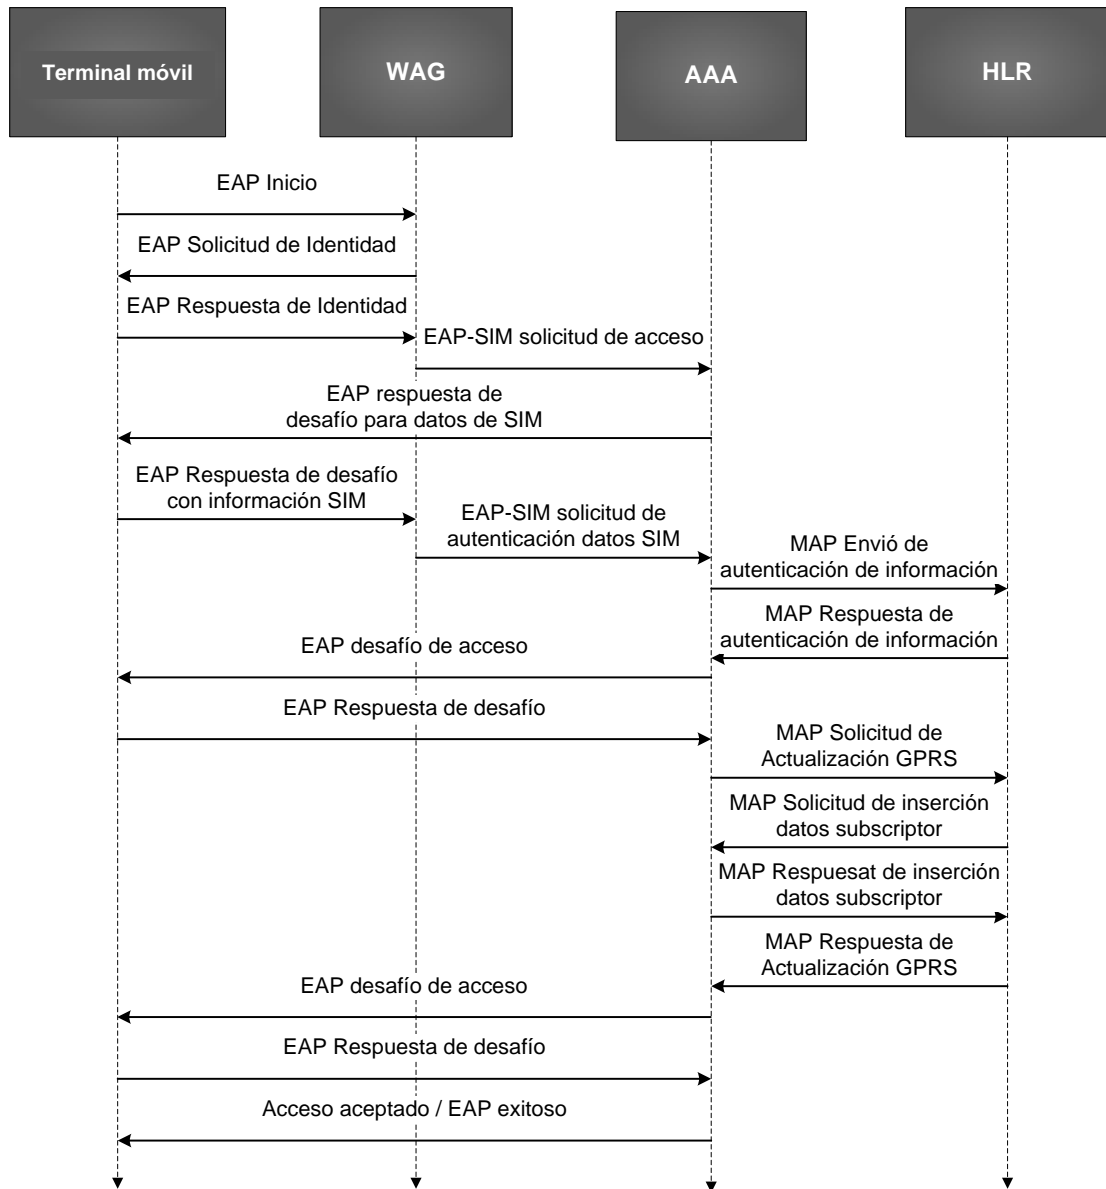 Terminal móvil
WAG
AAA
HLR
EAP Inicio
EAP Solicitud de Identidad
EAP Respuesta de Identidad
EAP-SIM solicitud de acceso
EAP respuesta de
desafío para datos de SIM
EAP Respuesta de desafío
con información SIM
EAP-SIM solicitud de
autenticación datos SIM
MAP Envió de
autenticación de información
MAP Respuesta de
autenticación de información
EAP desafío de acceso
EAP Respuesta de desafío
MAP Solicitud de
Actualización GPRS
MAP Solicitud de inserción
datos subscriptor
MAP Respuesat de inserción
datos subscriptor
MAP Respuesta de
Actualización GPRS
EAP desafío de acceso
EAP Respuesta de desafío
Acceso aceptado / EAP exitoso